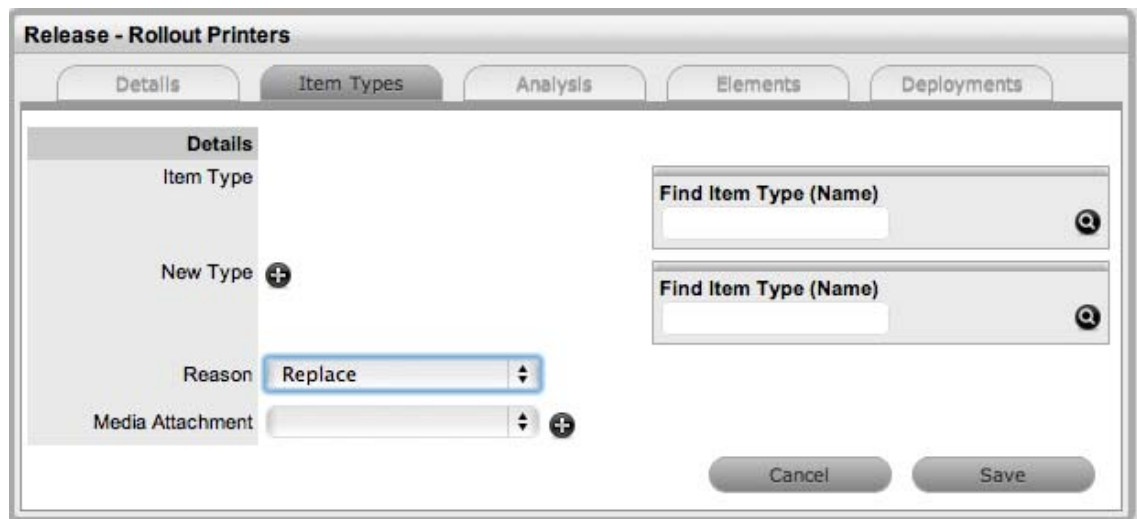 Release - Rollout Printers
Details
Item Types
Analysis
Elements
Deployments
Details
Item Type
Find Item Type (Name)
New Type
Find Item Type (Name)
Reason
Replace
Media Attachment
Cancel
Save